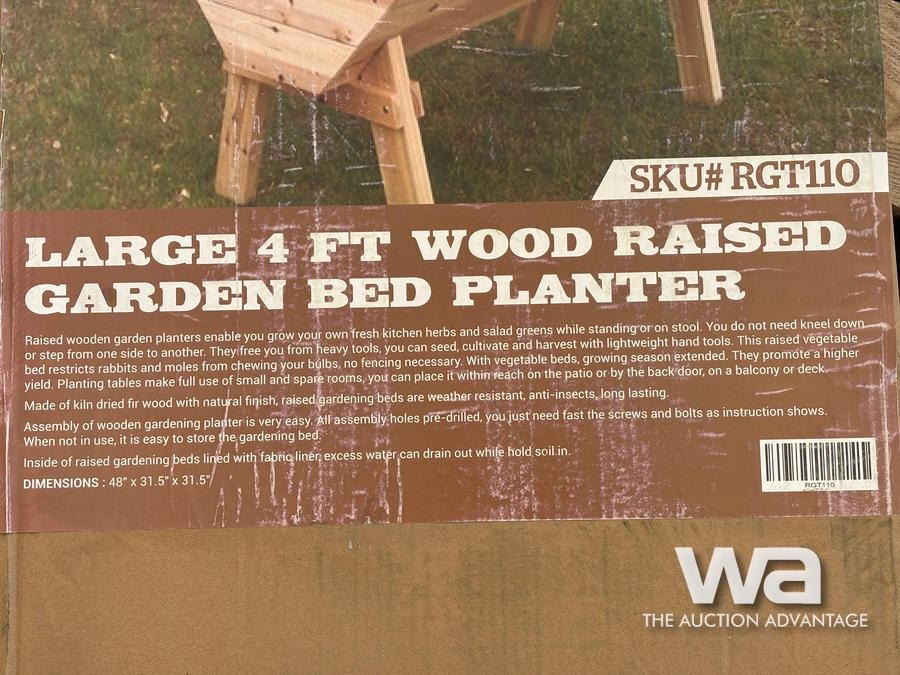 SKU# RGT110
LARGE 4 FT WOOD RAISED
GARDEN BED PLANTER
Raised wooden garden planters enable you grow your own fresh kitchen herbs and salad greens while standing or on stool. You do not need kneel down
or step from one side to another. They free you from heavy tools, you can seed, cultivate and harvest with lightweight hand tools. This raised vegetable
bed restricts rabbits and moles from chewing your bulbs, no fencing necessary. With vegetable beds, growing season extended. They promote a higher
yield. Planting tables make full use of small and spare rooms, you can place it within reach on the patio or by the back door, on a balcony or deck.
Made of kiln dried fir wood with natural finish, raised gardening beds are weather resistant, anti-insects, long lasting.
Assembly of wooden gardening planter is very easy. All assembly holes pre-drilled, you just need fast the screws and bolts as instruction shows.
When not in use, it is easy to store the gardening bed.
Inside of raised gardening beds lined with fabric liner, excess water can drain out while hold soil in.
DIMENSIONS : 48" x 31.5" x 31.5"
RGT110
wa
THE AUCTION ADVANTAGE